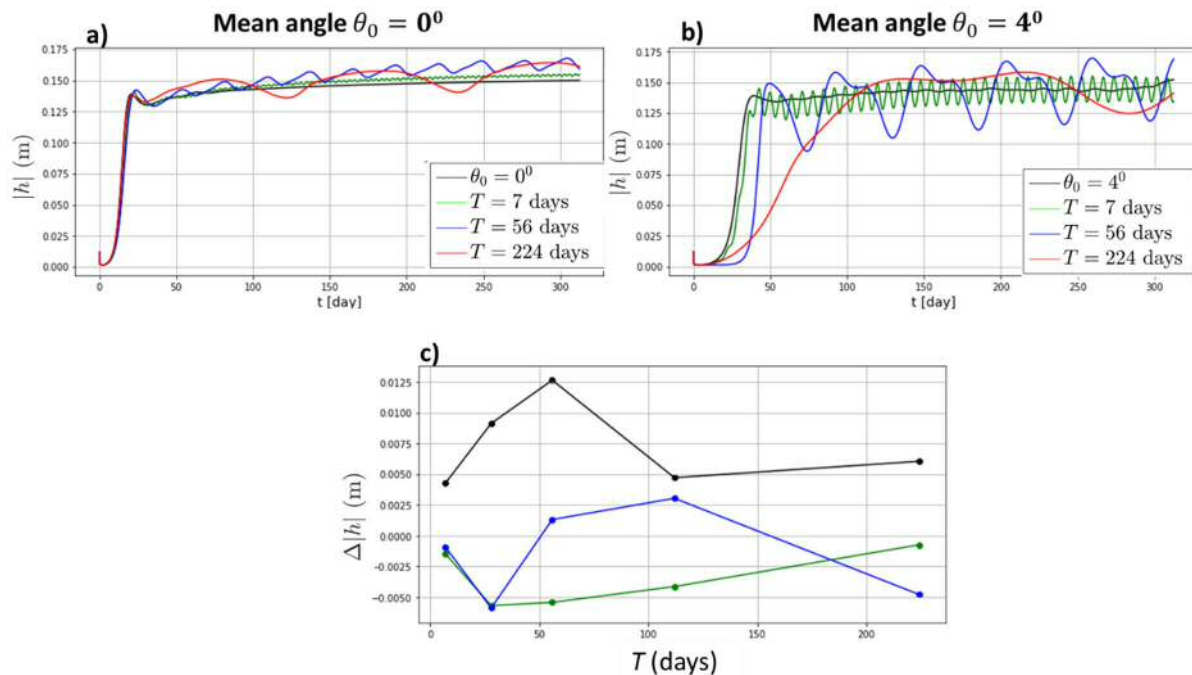 Mean angle θ₀ = 0⁰
Mean angle θ₀ = 4⁰
a)
0.175
0.150
0.125
0.100
0.075
0.050
0.025
0.000
|h| (m)
0 50 100 150 200 250 300
t [day]
θ₀ = 0⁰
T = 7 days
T = 56 days
T = 224 days
b)
0.175
0.150
0.125
0.100
0.075
0.050
0.025
0.000
|h| (m)
0 50 100 150 200 250 300
t [day]
θ₀ = 4⁰
T = 7 days
T = 56 days
T = 224 days
c)
0.0125
0.0100
0.0075
0.0050
0.0025
0.0000
−0.0025
−0.0050
Δ|h| (m)
0 50 100 150 200
T (days)